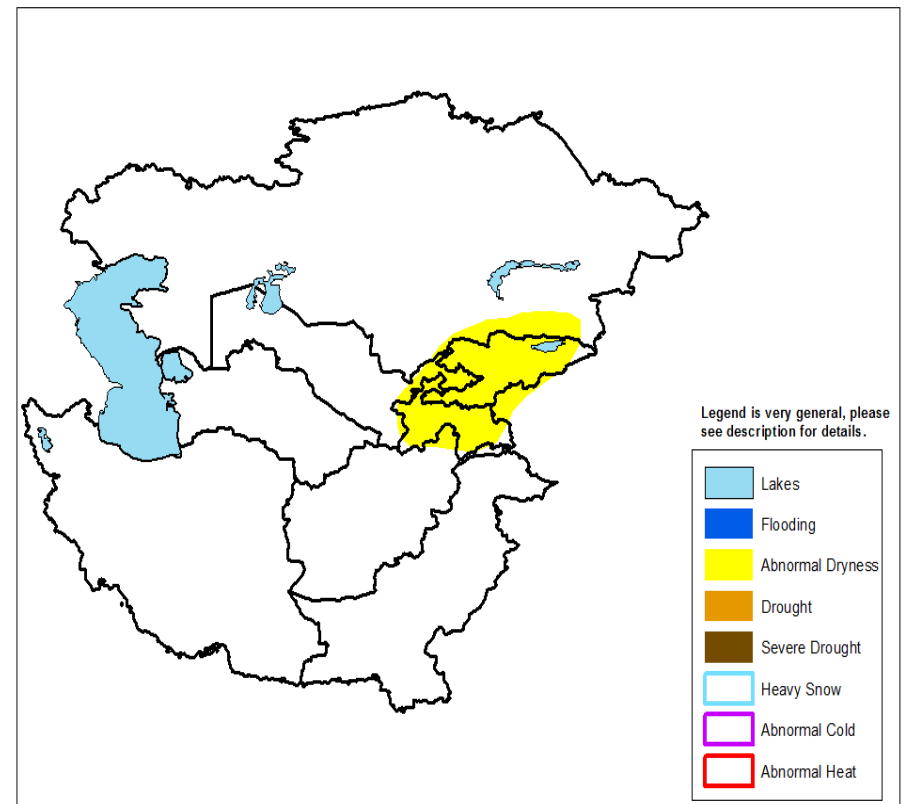 Legend is very general, please
see description for details.
Lakes
Flooding
Abnormal Dryness
Drought
Severe Drought
Heavy Snow
Abnormal Cold
Abnormal Heat